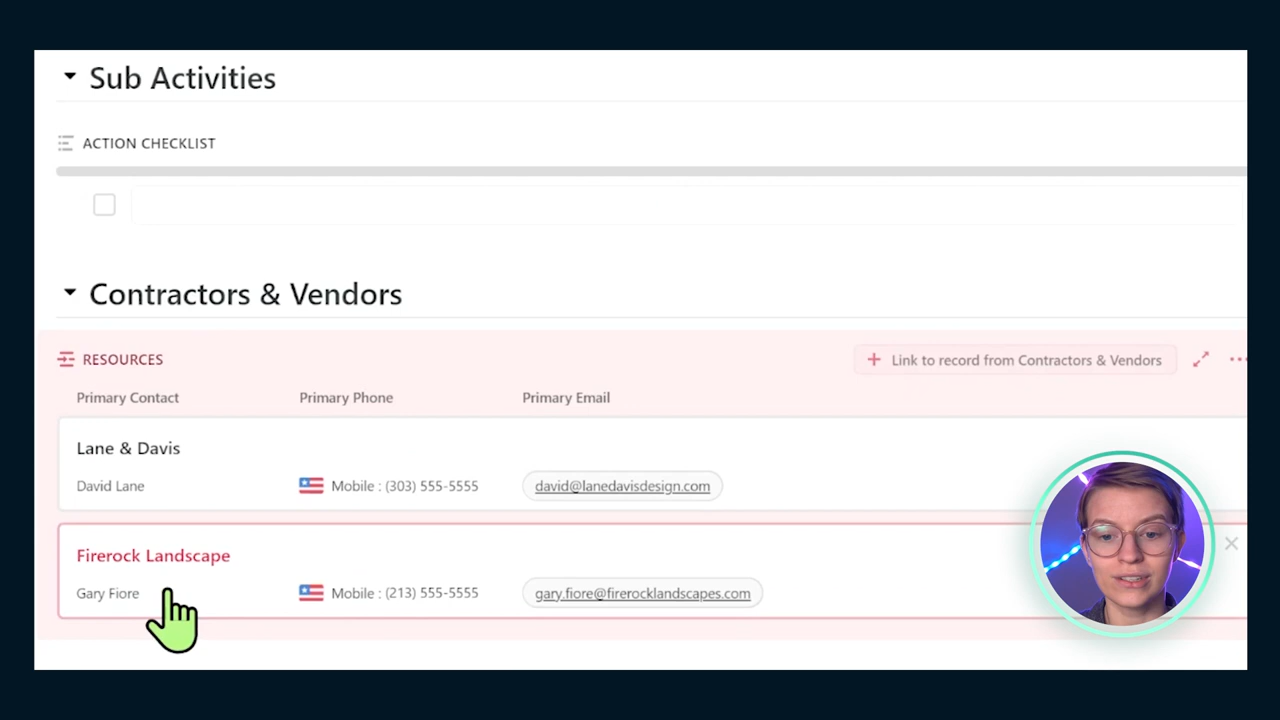 Sub Activities
ACTION CHECKLIST
Contractors & Vendors
RESOURCES
+ Link to record from Contractors & Vendors
Primary Contact Primary Phone Primary Email
Lane & Davis
David Lane Mobile : (303) 555-5555 david@lanedavisdesign.com
Firerock Landscape
Gary Fiore Mobile : (213) 555-5555 gary.fiore@firerocklandscapes.com